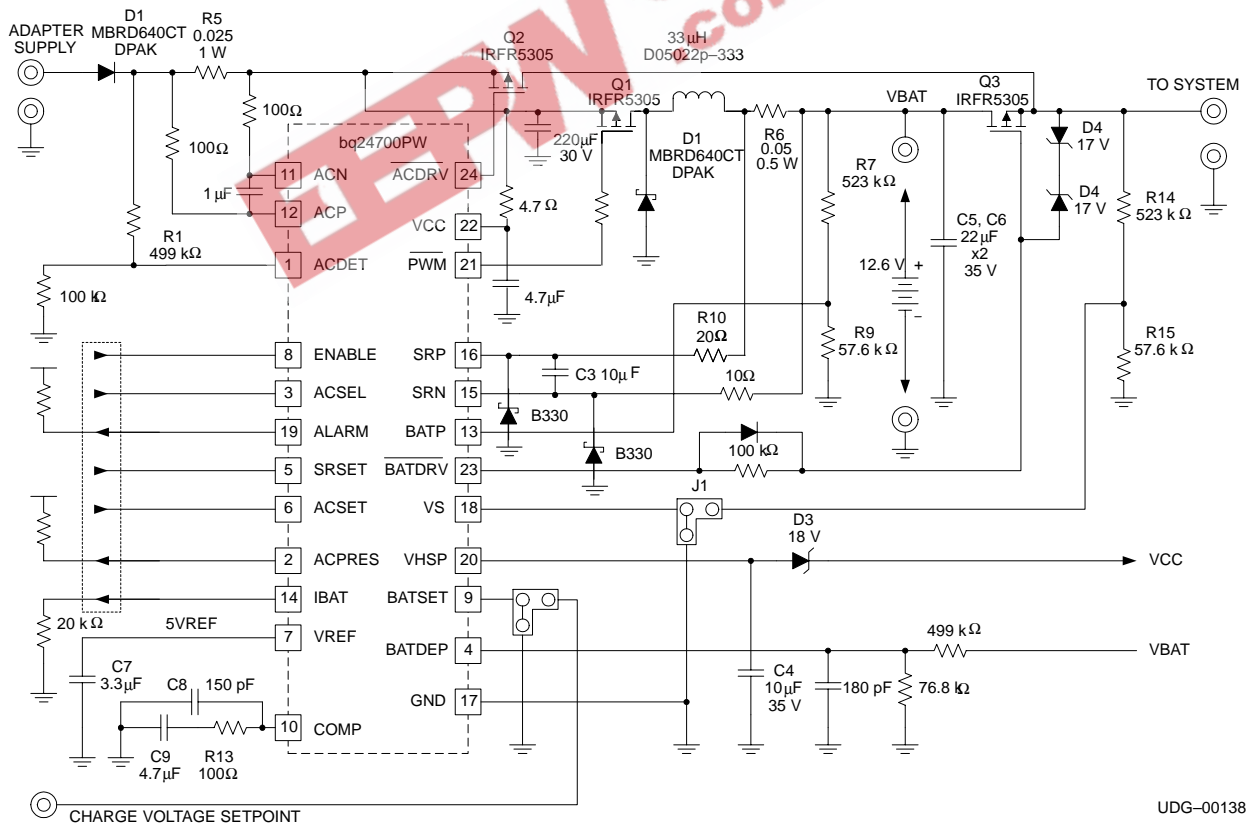 ADAPTER
SUPPLY
D1
MBRD640CT
DPAK
R5
0.025
1 W
Q2
IRFR5305
33 µH
D05022p–333
Q1
IRFR5305
Q3
IRFR5305
VBAT
TO SYSTEM
EEPW.com
100Ω
100Ω
1 µF
R1
499 kΩ
100 kΩ
bq24700PW
11 ACN
12 ACP
1 ACDET
8 ENABLE
3 ACSEL
19 ALARM
5 SRSET
6 ACSET
2 ACPRES
14 IBAT
7 VREF
10 COMP
ACDRV 24
VCC 22
PWM 21
SRP 16
SRN 15
BATP 13
BATDRV 23
VS 18
VHSP 20
BATSET 9
BATDEP 4
GND 17
220µF
30 V
4.7 Ω
4.7µF
D1
MBRD640CT
DPAK
R6
0.05
0.5 W
R7
523 kΩ
R9
57.6 kΩ
12.6 V
+
–
C5, C6
22µF
x2
35 V
D4
17 V
D4
17 V
R14
523 kΩ
R15
57.6 kΩ
R10
20Ω
C3 10µ F
10Ω
B330
B330
100 kΩ
J1
D3
18 V
VCC
499 kΩ
VBAT
C4
10µF
35 V
180 pF
76.8 kΩ
20 kΩ
5VREF
C7
3.3µF
C8
150 pF
C9
4.7µF
R13
100Ω
CHARGE VOLTAGE SETPOINT
UDG–00138